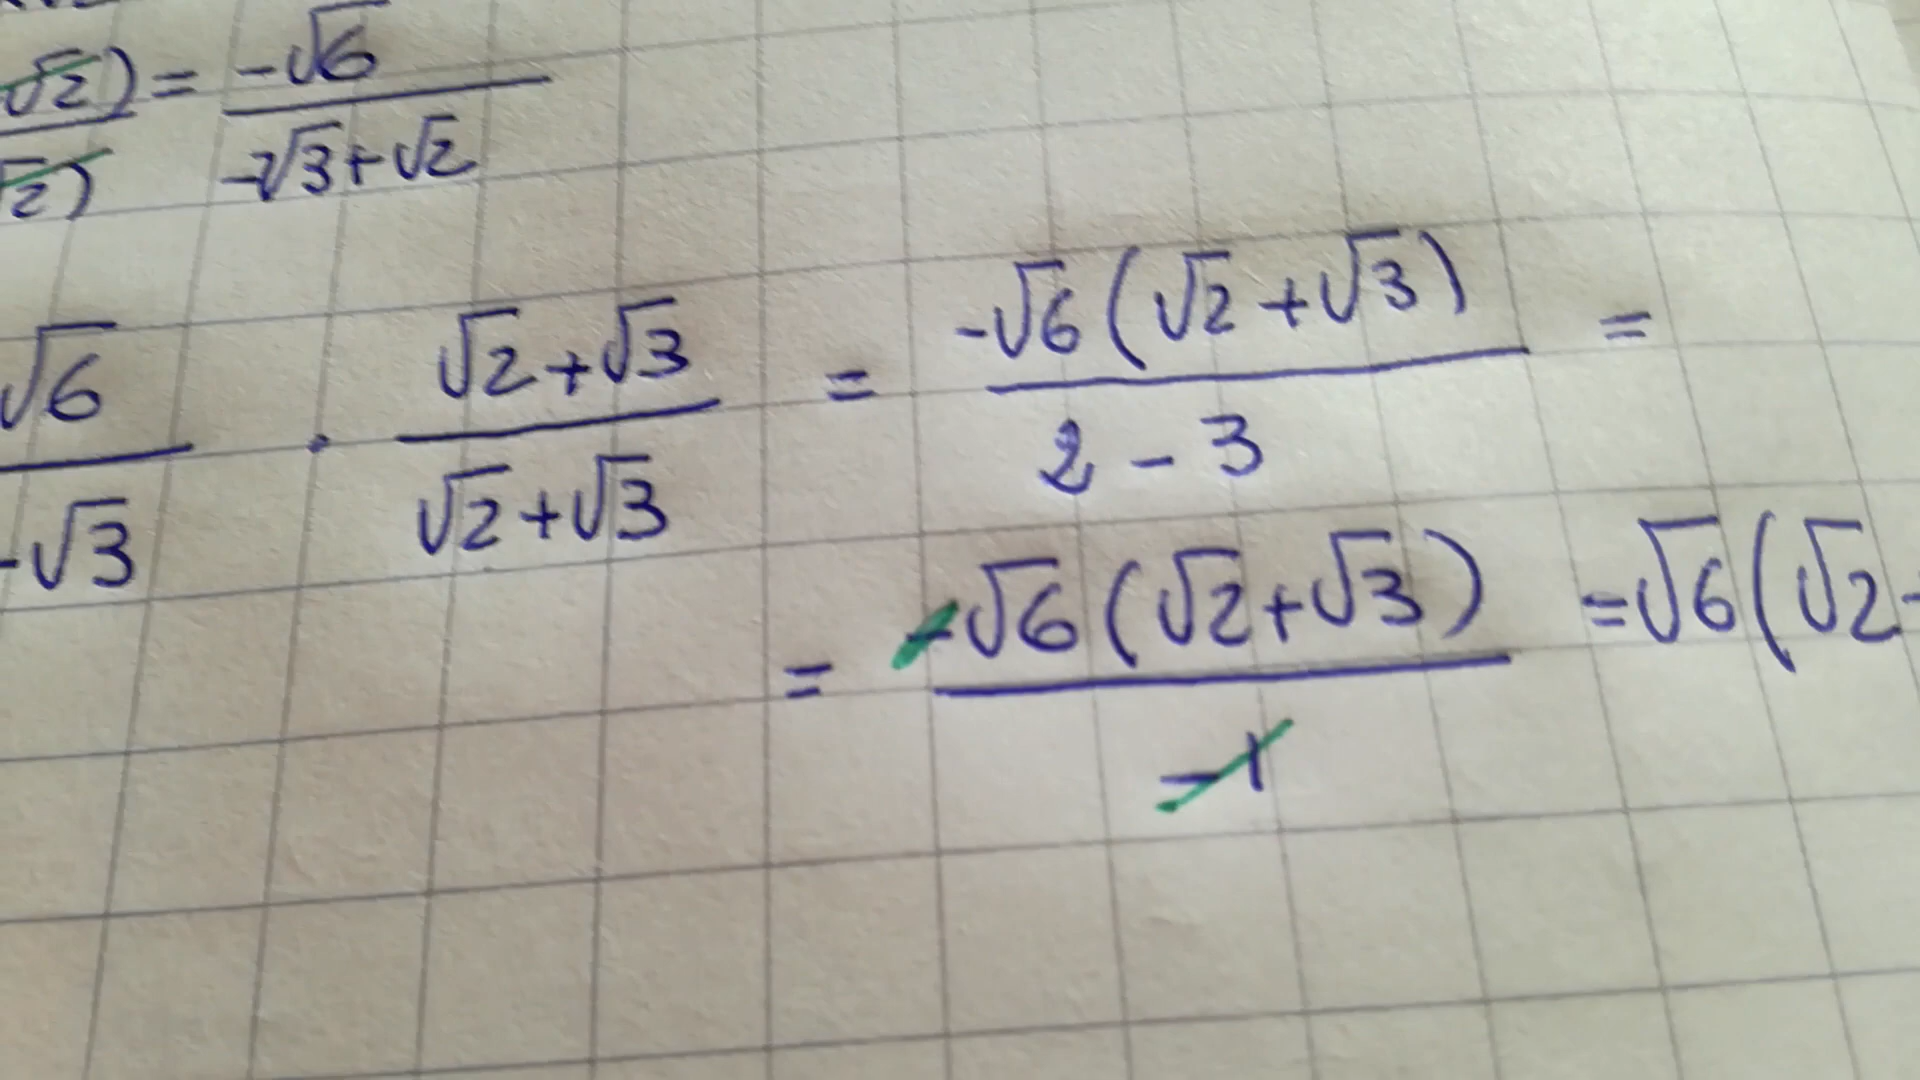 √2) = -√6
√2) -√3+√2
√6 · √2+√3 = -√6(√2+√3) =
-√3 √2+√3 2-3
= -√6(√2+√3) =√6(√2
-1